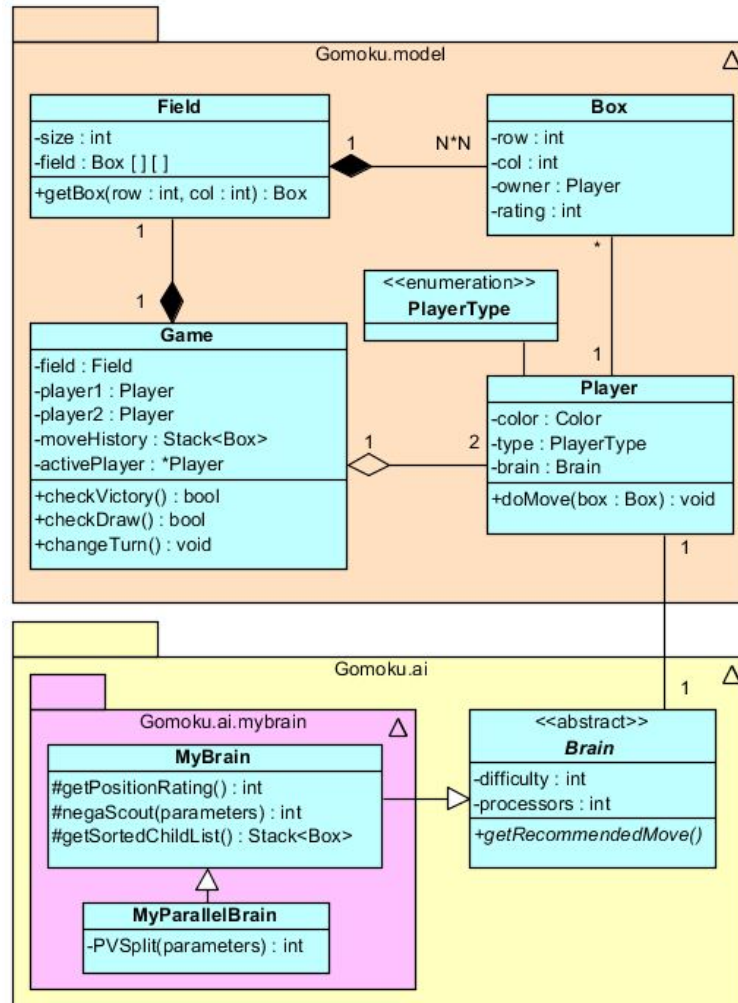 Gomoku.model
Field
-size : int
-field : Box [ ] [ ]
+getBox(row : int, col : int) : Box
1
N*N
Box
-row : int
-col : int
-owner : Player
-rating : int
1
*
<<enumeration>>
PlayerType
1
Game
-field : Field
-player1 : Player
-player2 : Player
-moveHistory : Stack<Box>
-activePlayer : *Player
+checkVictory() : bool
+checkDraw() : bool
+changeTurn() : void
1
2
1
Player
-color : Color
-type : PlayerType
-brain : Brain
+doMove(box : Box) : void
1
Gomoku.ai
1
Gomoku.ai.mybrain
MyBrain
#getPositionRating() : int
#negaScout(parameters) : int
#getSortedChildList() : Stack<Box>
<<abstract>>
Brain
-difficulty : int
-processors : int
+getRecommendedMove()
MyParallelBrain
-PVSplit(parameters) : int